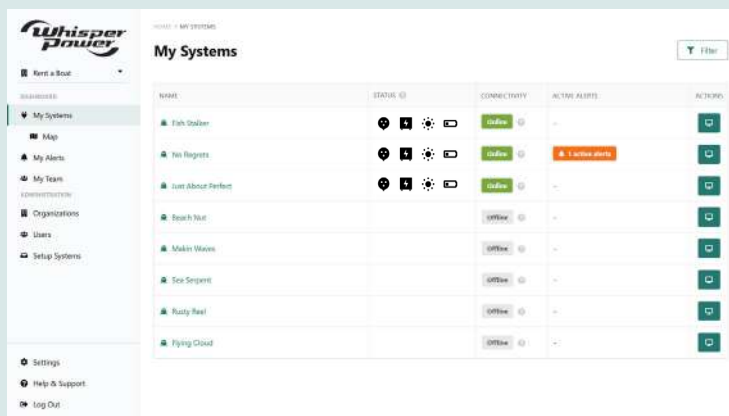 Whisper
Power
HOME > MY SYSTEMS
My Systems
Filter
Rent a Boat
DASHBOARD
My Systems
Map
My Alerts
My Team
ADMINISTRATION
Organizations
Users
Setup Systems
NAME STATUS CONNECTIVITY ACTIVE ALERTS ACTIONS
Fish Stalker Online -
No Regrets Online 1 active alerts
Just About Perfect Online -
Beach Nut Offline -
Makin Waves Offline -
Sea Serpent Offline -
Rusty Reel Offline -
Flying Cloud Offline -
Settings
Help & Support
Log Out